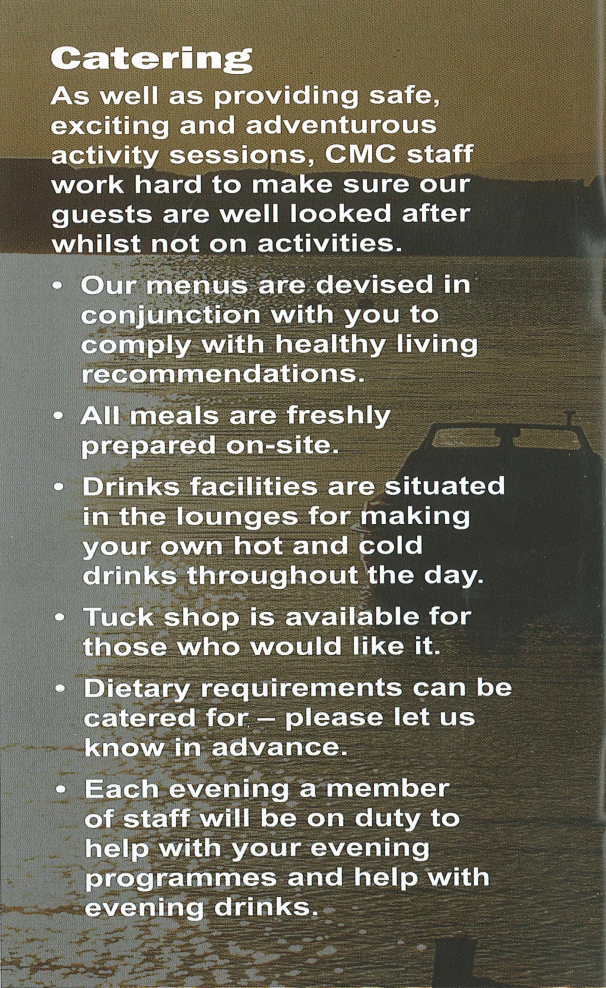 Catering
As well as providing safe,
exciting and adventurous
activity sessions, CMC staff
work hard to make sure our
guests are well looked after
whilst not on activities.
• Our menus are devised in
conjunction with you to
comply with healthy living
recommendations.
• All meals are freshly
prepared on-site.
• Drinks facilities are situated
in the lounges for making
your own hot and cold
drinks throughout the day.
• Tuck shop is available for
those who would like it.
• Dietary requirements can be
catered for – please let us
know in advance.
• Each evening a member
of staff will be on duty to
help with your evening
programmes and help with
evening drinks.